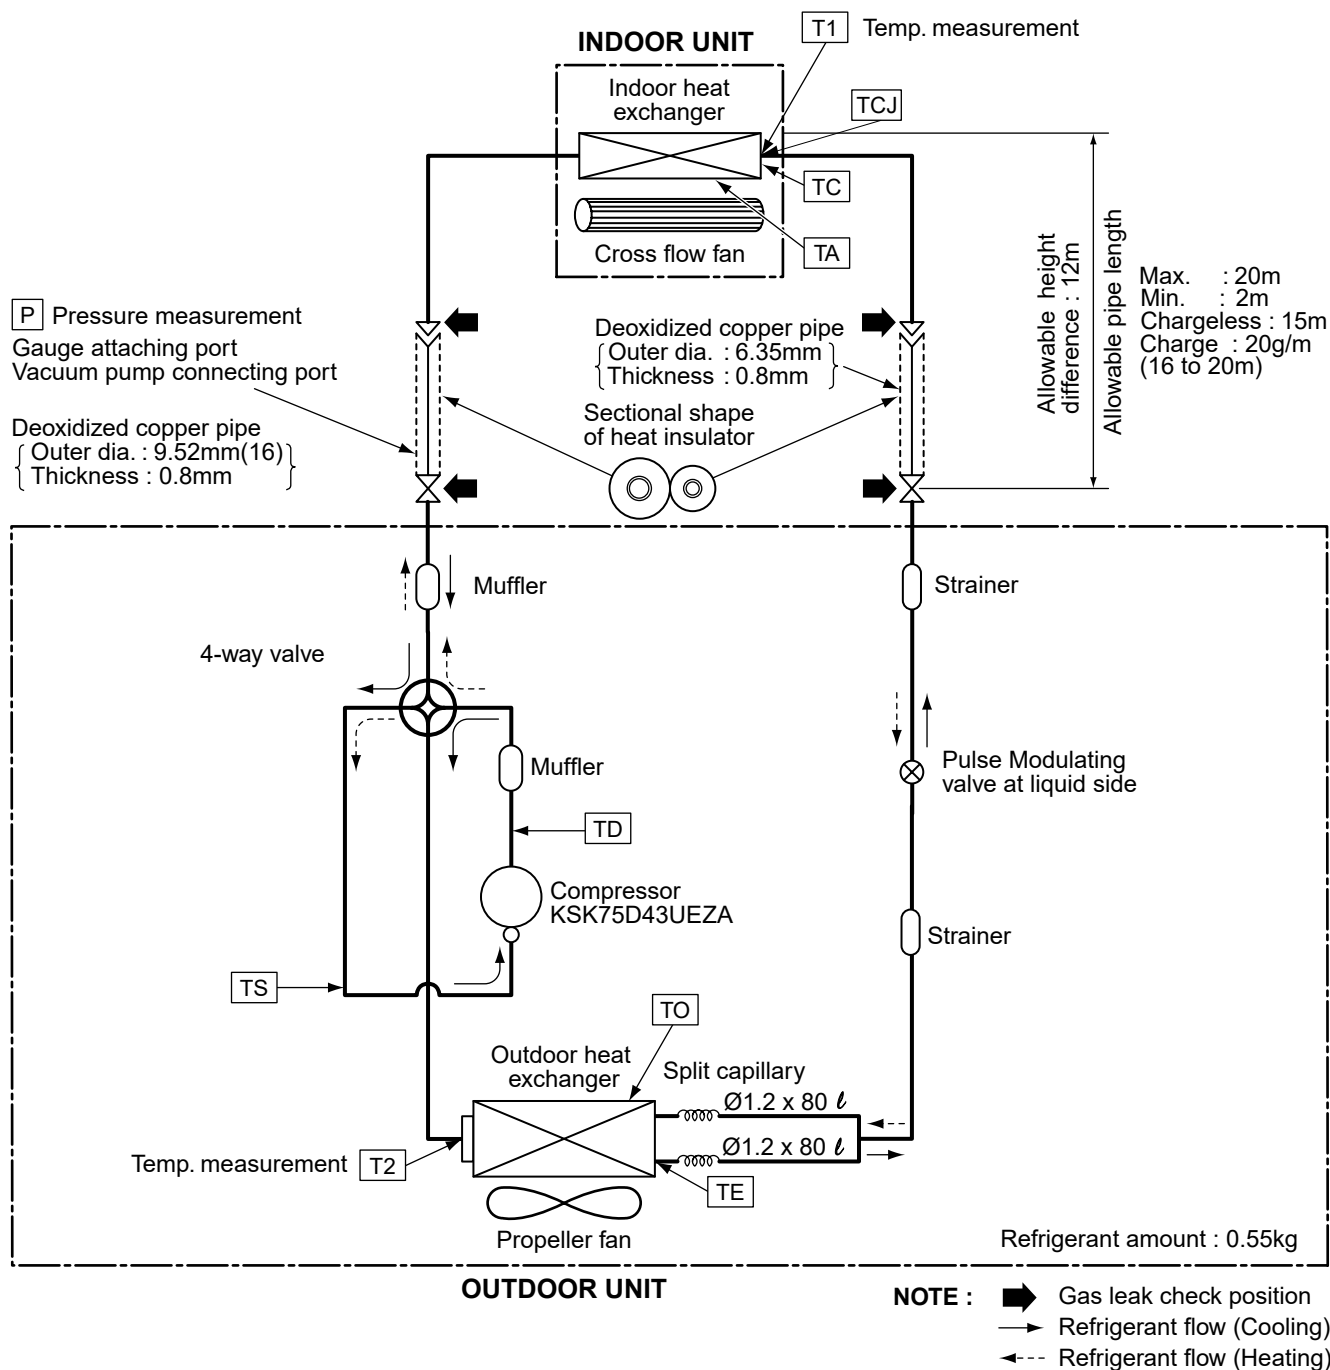 T1 Temp. measurement
INDOOR UNIT
Indoor heat
exchanger
TCJ
TC
Cross flow fan
TA
Allowable height
difference : 12m
Allowable pipe length
Max. : 20m
Min. : 2m
Chargeless : 15m
Charge : 20g/m
(16 to 20m)
P Pressure measurement
Gauge attaching port
Vacuum pump connecting port
Deoxidized copper pipe
Outer dia. : 9.52mm(16)
Thickness : 0.8mm
Deoxidized copper pipe
Outer dia. : 6.35mm
Thickness : 0.8mm
Sectional shape
of heat insulator
Muffler
Strainer
4-way valve
Muffler
Pulse Modulating
valve at liquid side
TD
Compressor
KSK75D43UEZA
Strainer
TS
TO
Outdoor heat
exchanger
Split capillary
Ø1.2 x 80 ℓ
Ø1.2 x 80 ℓ
Temp. measurement T2
TE
Propeller fan
Refrigerant amount : 0.55kg
OUTDOOR UNIT
NOTE : Gas leak check position
Refrigerant flow (Cooling)
Refrigerant flow (Heating)